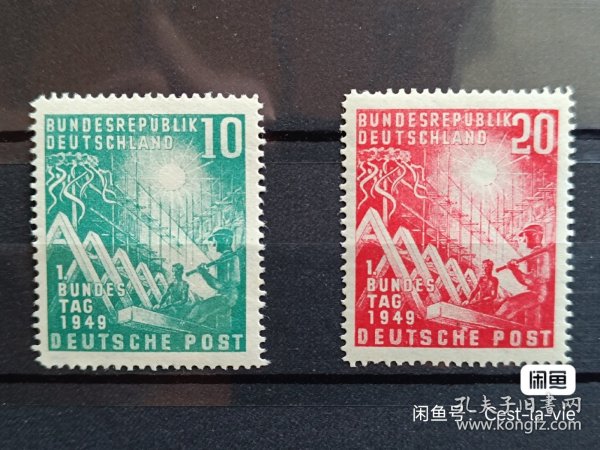 BUNDESREPUBLIK
DEUTSCHLAND
10
1.
BUNDES
TAG
1949
DEUTSCHE POST
BUNDESREPUBLIK
DEUTSCHLAND
20
1.
BUNDES
TAG
1949
DEUTSCHE POST
闲鱼
闲鱼号：Cest-la-vie
孔夫子旧书网
www.kongfz.com